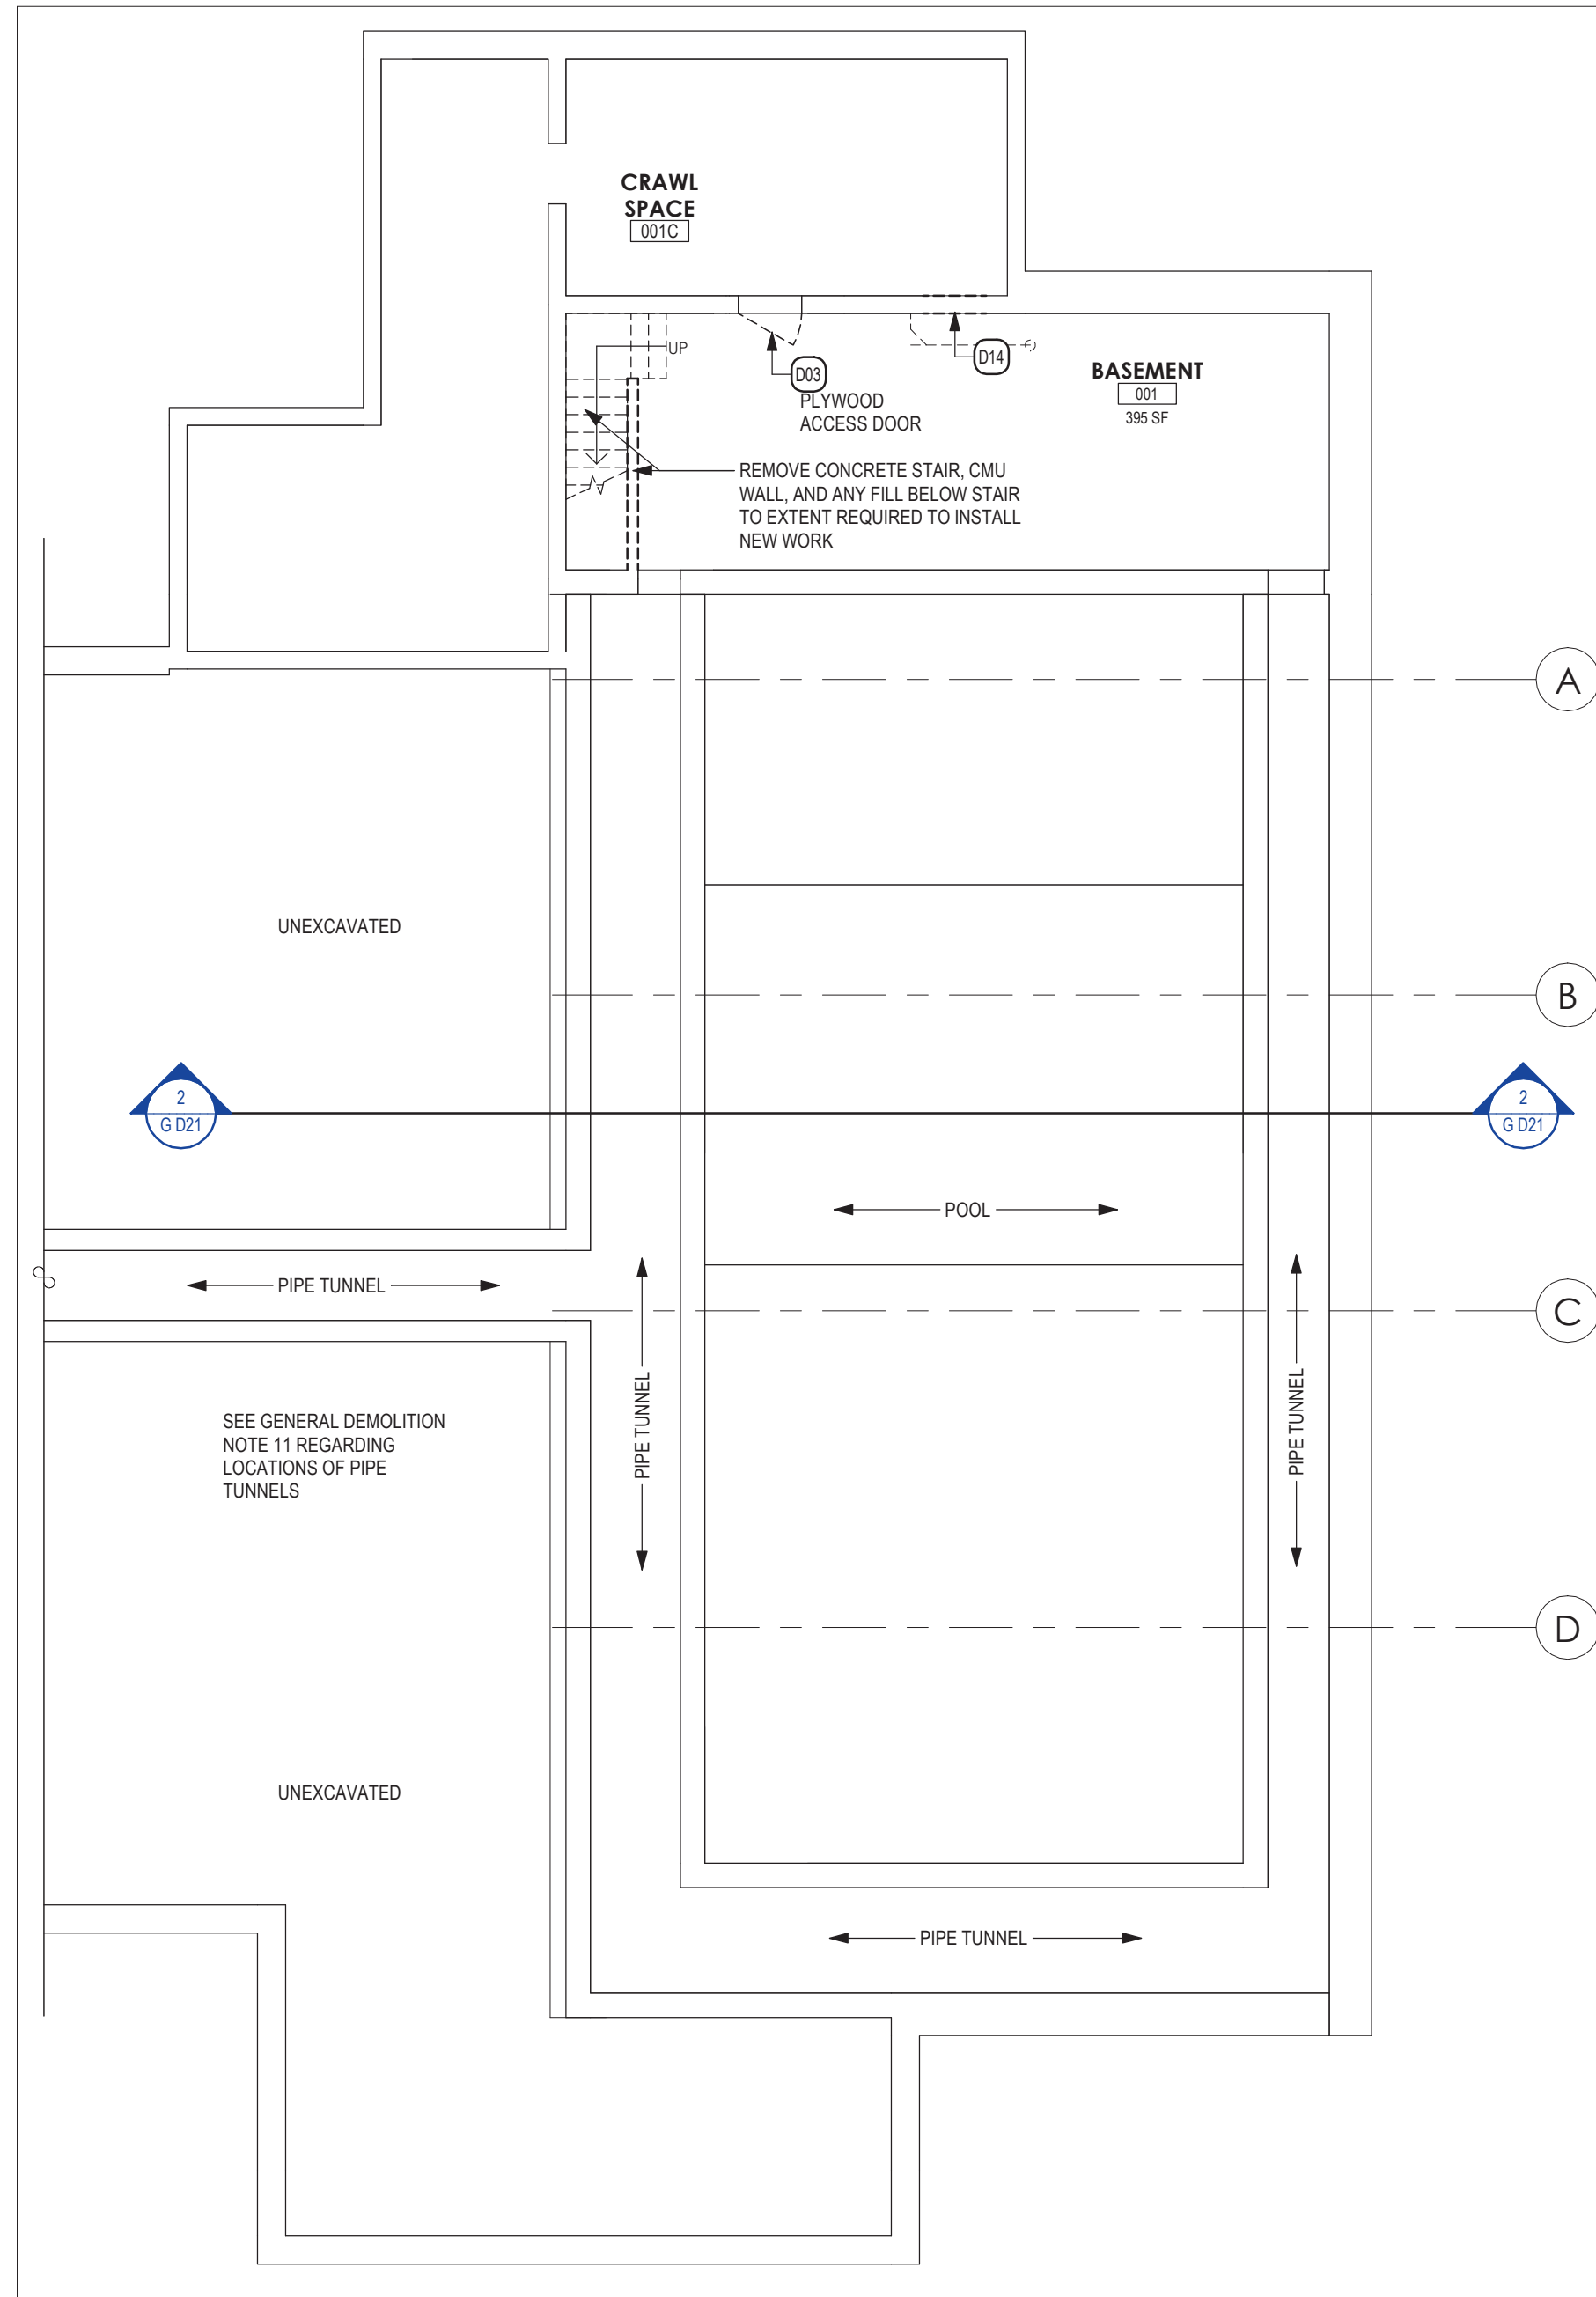 CRAWL
SPACE
001C
UP
D03
D14
BASEMENT
001
395 SF
PLYWOOD
ACCESS DOOR
REMOVE CONCRETE STAIR, CMU
WALL, AND ANY FILL BELOW STAIR
TO EXTENT REQUIRED TO INSTALL
NEW WORK
A
UNEXCAVATED
B
2
G D21
2
G D21
POOL
PIPE TUNNEL
C
PIPE TUNNEL
PIPE TUNNEL
SEE GENERAL DEMOLITION
NOTE 11 REGARDING
LOCATIONS OF PIPE
TUNNELS
D
UNEXCAVATED
PIPE TUNNEL